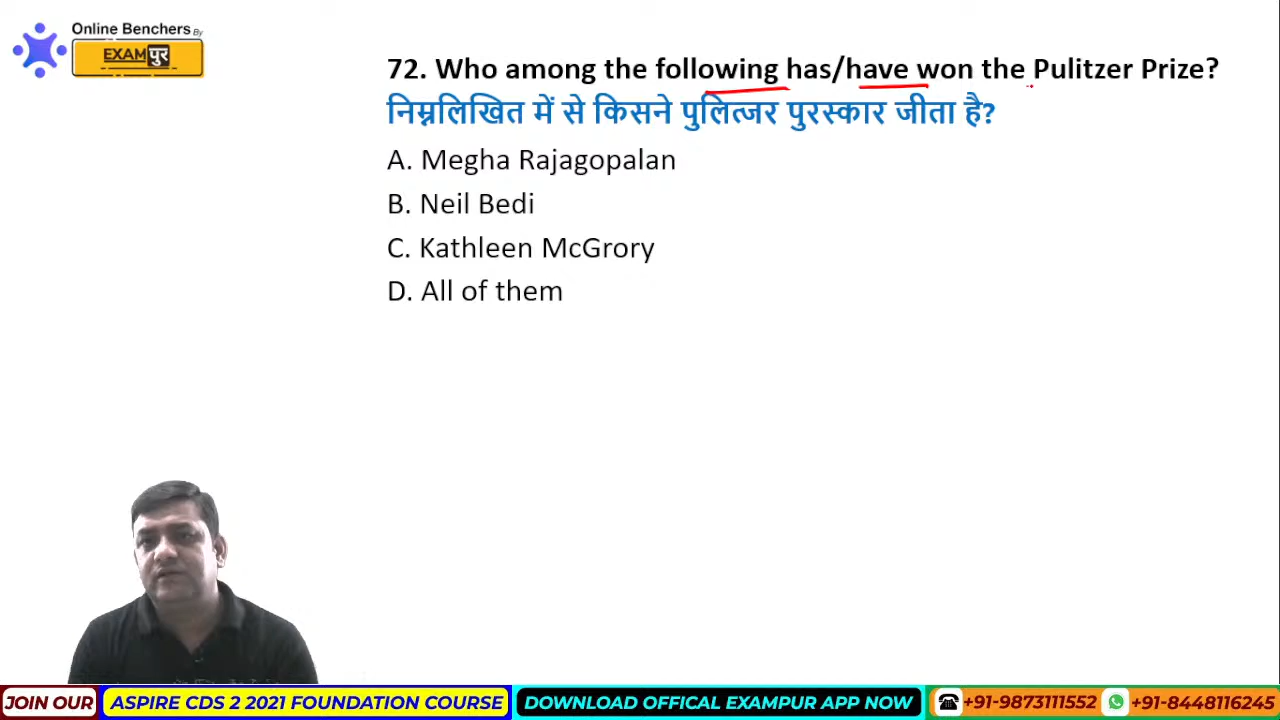 Online Benchers By
EXAMपुर
72. Who among the following has/have won the Pulitzer Prize?
निम्नलिखित में से किसने पुलित्जर पुरस्कार जीता है?
A. Megha Rajagopalan
B. Neil Bedi
C. Kathleen McGrory
D. All of them
JOIN OUR ASPIRE CDS 2 2021 FOUNDATION COURSE DOWNLOAD OFFICAL EXAMPUR APP NOW +91-9873111552 +91-8448116245